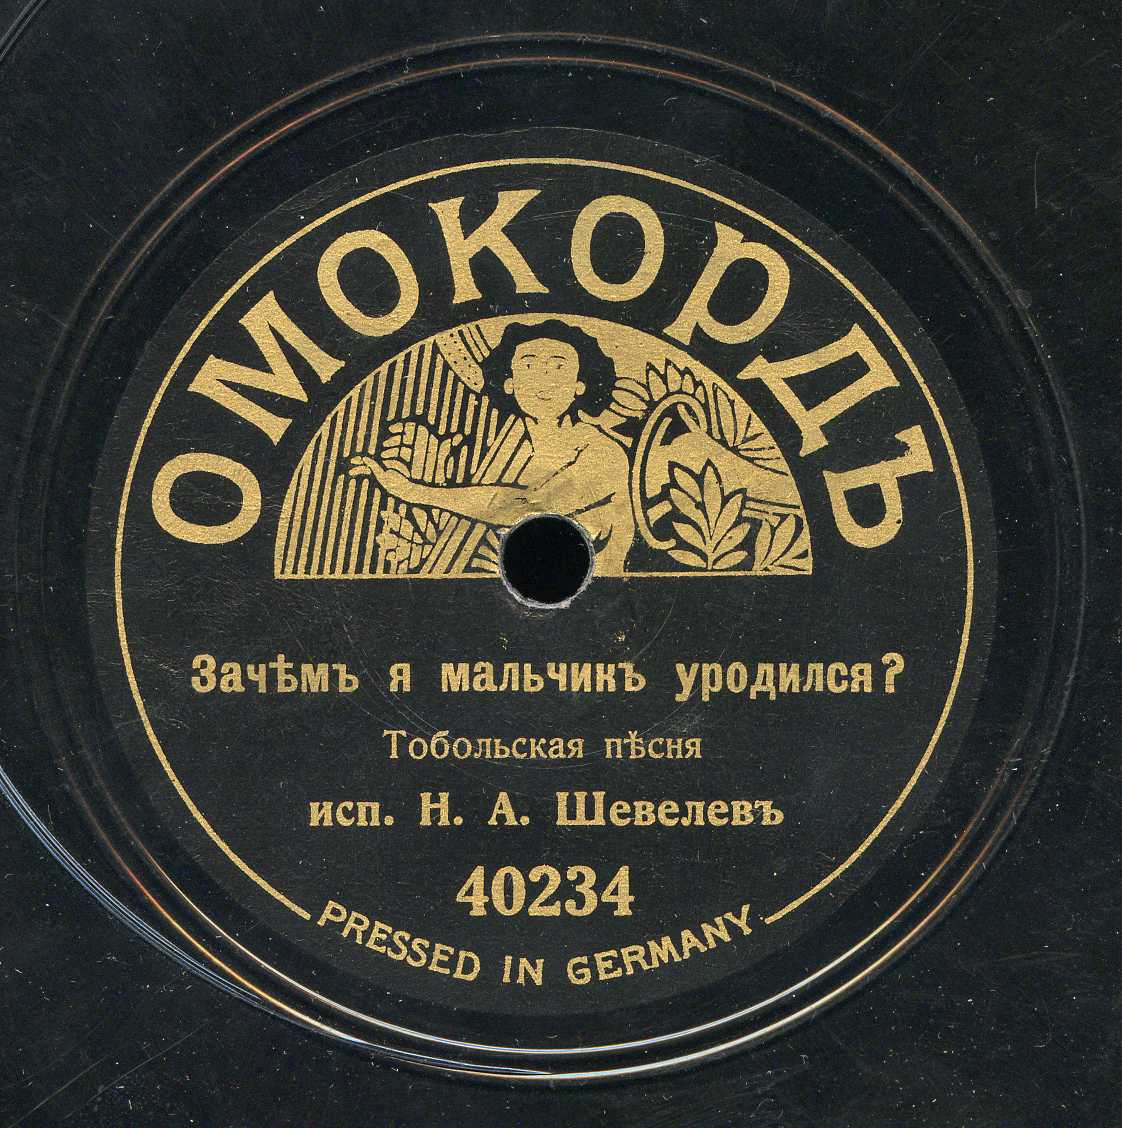 ОМОКОРДЪ
Зачѣмъ я мальчикъ уродился?
Тобольская пѣсня
исп. Н. А. Шевелевъ
40234
PRESSED IN GERMANY